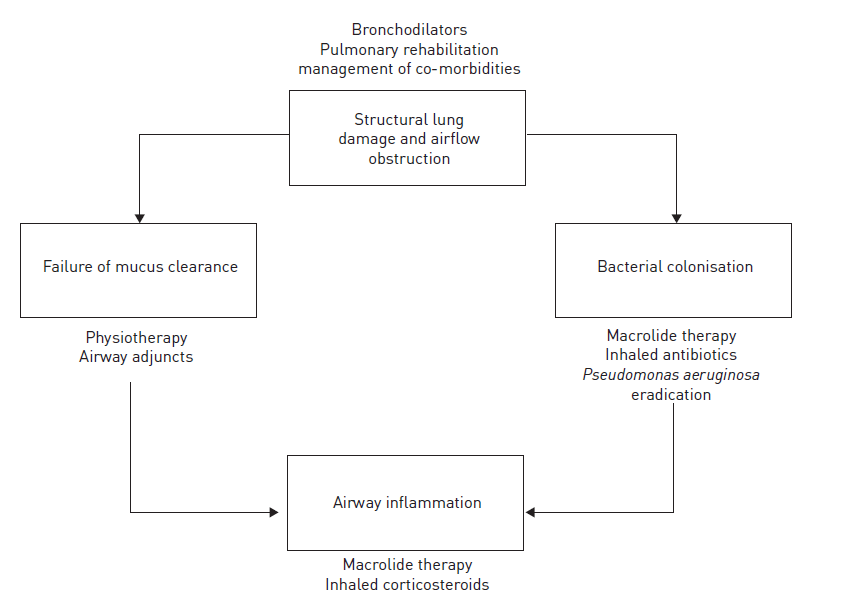 Bronchodilators
Pulmonary rehabilitation
management of co-morbidities
Structural lung
damage and airflow
obstruction
Failure of mucus clearance
Bacterial colonisation
Physiotherapy
Airway adjuncts
Macrolide therapy
Inhaled antibiotics
Pseudomonas aeruginosa
eradication
Airway inflammation
Macrolide therapy
Inhaled corticosteroids